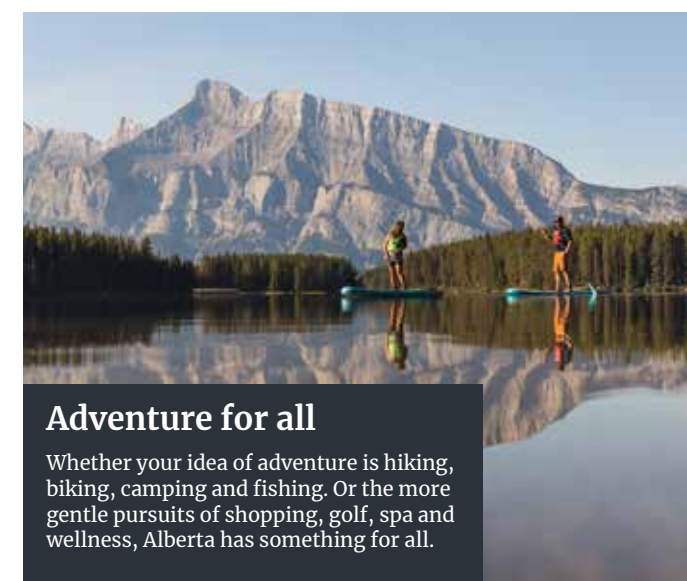 Adventure for all
Whether your idea of adventure is hiking,
biking, camping and fishing. Or the more
gentle pursuits of shopping, golf, spa and
wellness, Alberta has something for all.